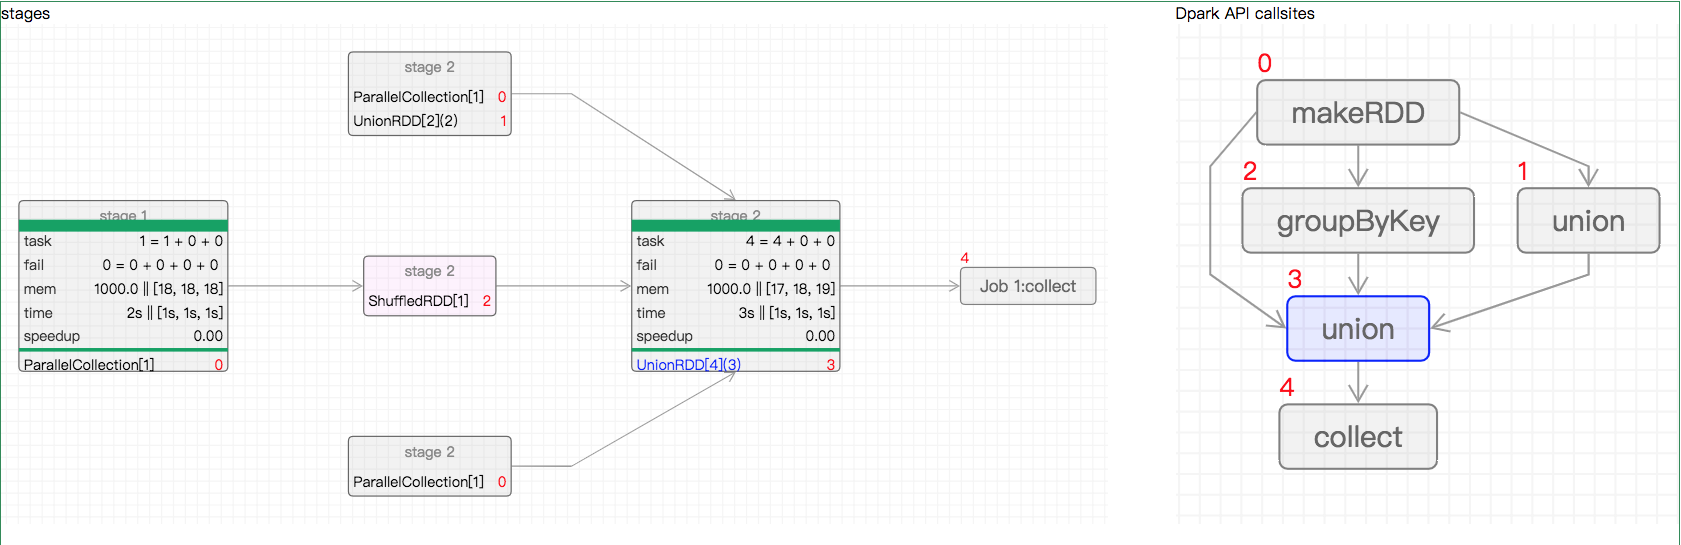 stages
stage 2
ParallelCollection[1] 0
UnionRDD[2](2) 1
stage 1
task 1 = 1 + 0 + 0
fail 0 = 0 + 0 + 0 + 0
mem 1000.0 || [18, 18, 18]
time 2s || [1s, 1s, 1s]
speedup 0.00
ParallelCollection[1] 0
stage 2
ShuffledRDD[1] 2
stage 2
task 4 = 4 + 0 + 0
fail 0 = 0 + 0 + 0 + 0
mem 1000.0 || [17, 18, 19]
time 3s || [1s, 1s, 1s]
speedup 0.00
UnionRDD[4](3) 3
4
Job 1:collect
stage 2
ParallelCollection[1] 0
Dpark API callsites
0
makeRDD
2
groupByKey
1
union
3
union
4
collect